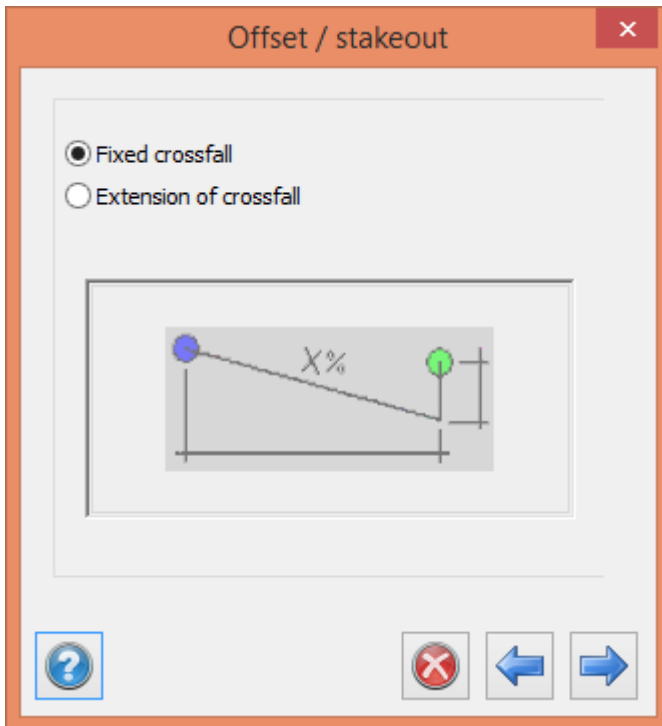 Offset / stakeout
Fixed crossfall
Extension of crossfall
X%